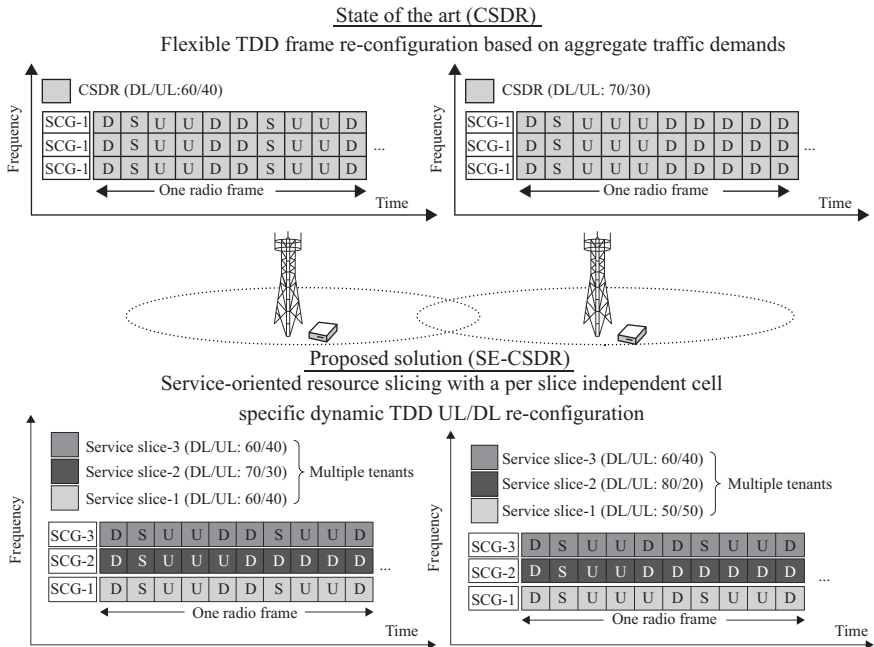 State of the art (CSDR)
Flexible TDD frame re-configuration based on aggregate traffic demands
Frequency
CSDR (DL/UL:60/40)
SCG-1 D S U U D D S U U D
SCG-1 D S U U D D S U U D
SCG-1 D S U U D D S U U D
...
One radio frame
Time
Frequency
CSDR (DL/UL: 70/30)
SCG-1 D S U U U D D D D D
SCG-1 D S U U U D D D D D
SCG-1 D S U U U D D D D D
...
One radio frame
Time
Proposed solution (SE-CSDR)
Service-oriented resource slicing with a per slice independent cell
specific dynamic TDD UL/DL re-configuration
Frequency
Service slice-3 (DL/UL: 60/40)
Service slice-2 (DL/UL: 70/30)
Service slice-1 (DL/UL: 60/40)
Multiple tenants
SCG-3 D S U U D D S U U D
SCG-2 D S U U U D D D D D
SCG-1 D S U U D D S U U D
...
One radio frame
Time
Frequency
Service slice-3 (DL/UL: 60/40)
Service slice-2 (DL/UL: 80/20)
Service slice-1 (DL/UL: 50/50)
Multiple tenants
SCG-3 D S U U D D S U U D
SCG-2 D S U U D D D D D D
SCG-1 D S U U U D S U U D
...
One radio frame
Time